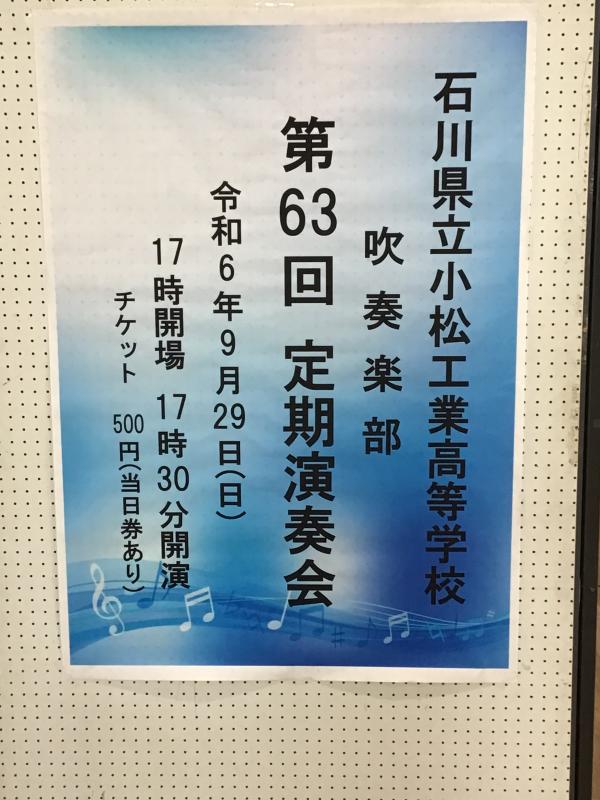 石川県立小松工業高等学校
吹奏楽部
第63回 定期演奏会
令和6年9月29日(日)
17時開場 17時30分開演
チケット 500円(当日券あり)